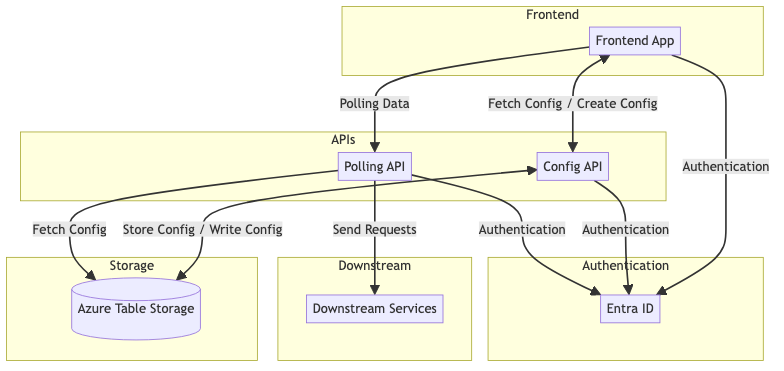 Frontend
Frontend App
Polling Data
Fetch Config / Create Config
APIs
Polling API
Config API
Authentication
Fetch Config
Store Config / Write Config
Send Requests
Authentication
Authentication
Storage
Downstream
Authentication
Azure Table Storage
Downstream Services
Entra ID